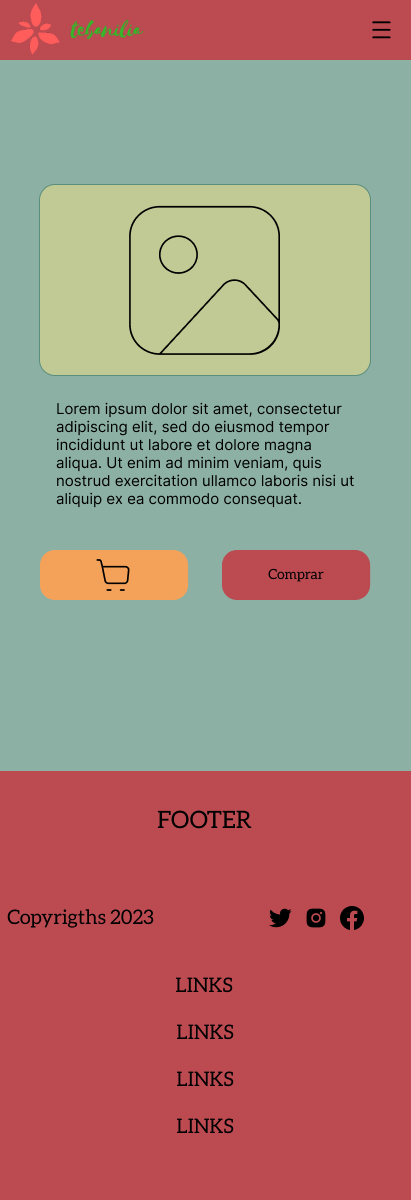 tebanilia
Lorem ipsum dolor sit amet, consectetur
adipiscing elit, sed do eiusmod tempor
incididunt ut labore et dolore magna
aliqua. Ut enim ad minim veniam, quis
nostrud exercitation ullamco laboris nisi ut
aliquip ex ea commodo consequat.
Comprar
FOOTER
Copyrigths 2023
LINKS
LINKS
LINKS
LINKS